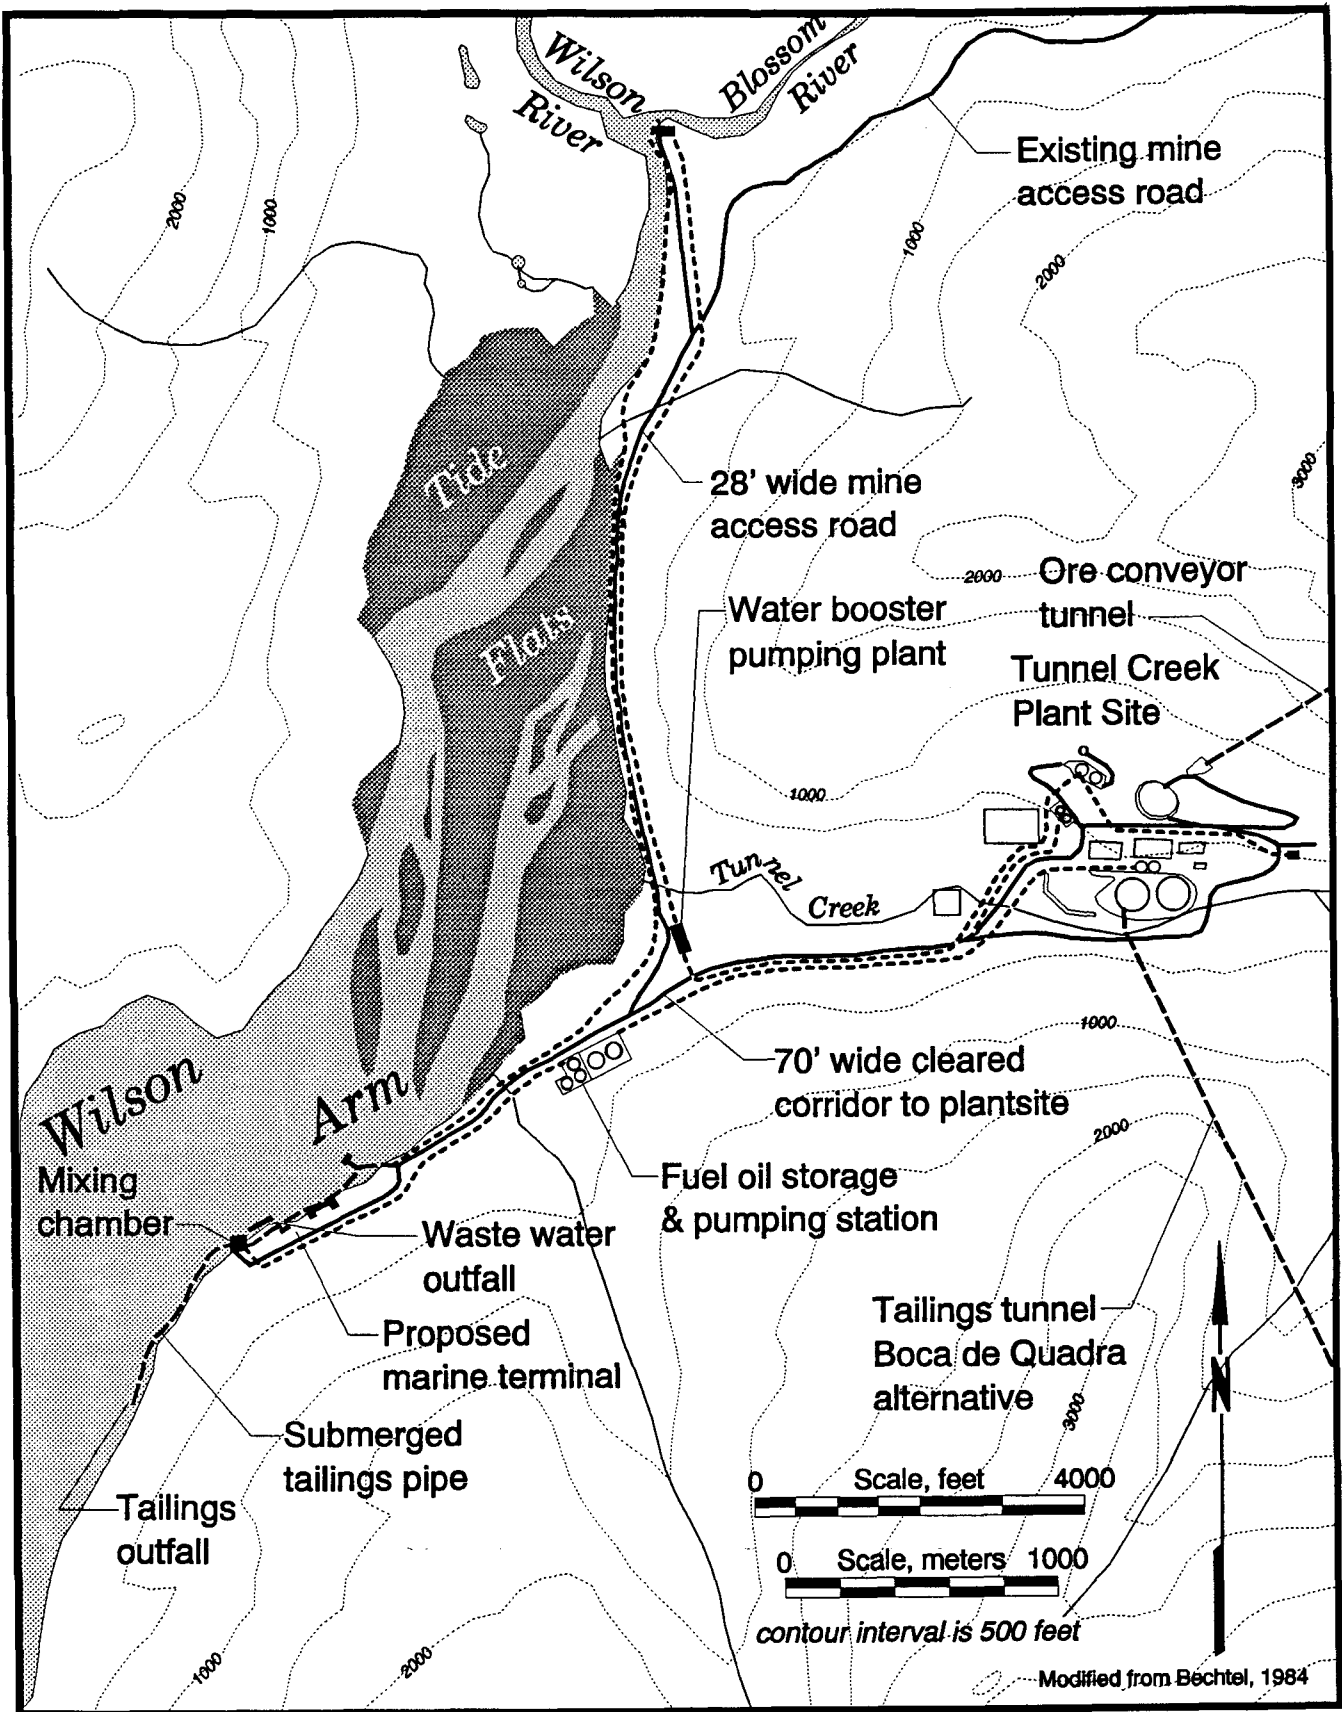 Wilson
River
Blossom
River
Existing mine
access road
2000
1000
1000
2000
3000
Tide
Flats
28' wide mine
access road
2000
Ore conveyor
tunnel
Water booster
pumping plant
Tunnel Creek
Plant Site
1000
Tunnel
Creek
1000
70' wide cleared
corridor to plantsite
2000
Wilson
Arm
Mixing
chamber
Fuel oil storage
& pumping station
Waste water
outfall
Proposed
marine terminal
Tailings tunnel
Boca de Quadra
alternative
N
3000
Submerged
tailings pipe
Tailings
outfall
0 Scale, feet 4000
0 Scale, meters 1000
contour interval is 500 feet
1000
2000
Modified from Bechtel, 1984